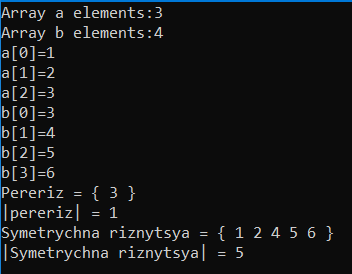 Array a elements:3
Array b elements:4
a[0]=1
a[1]=2
a[2]=3
b[0]=3
b[1]=4
b[2]=5
b[3]=6
Pereriz = { 3 }
|pereriz| = 1
Symetrychna riznytsya = { 1 2 4 5 6 }
|Symetrychna riznytsya| = 5